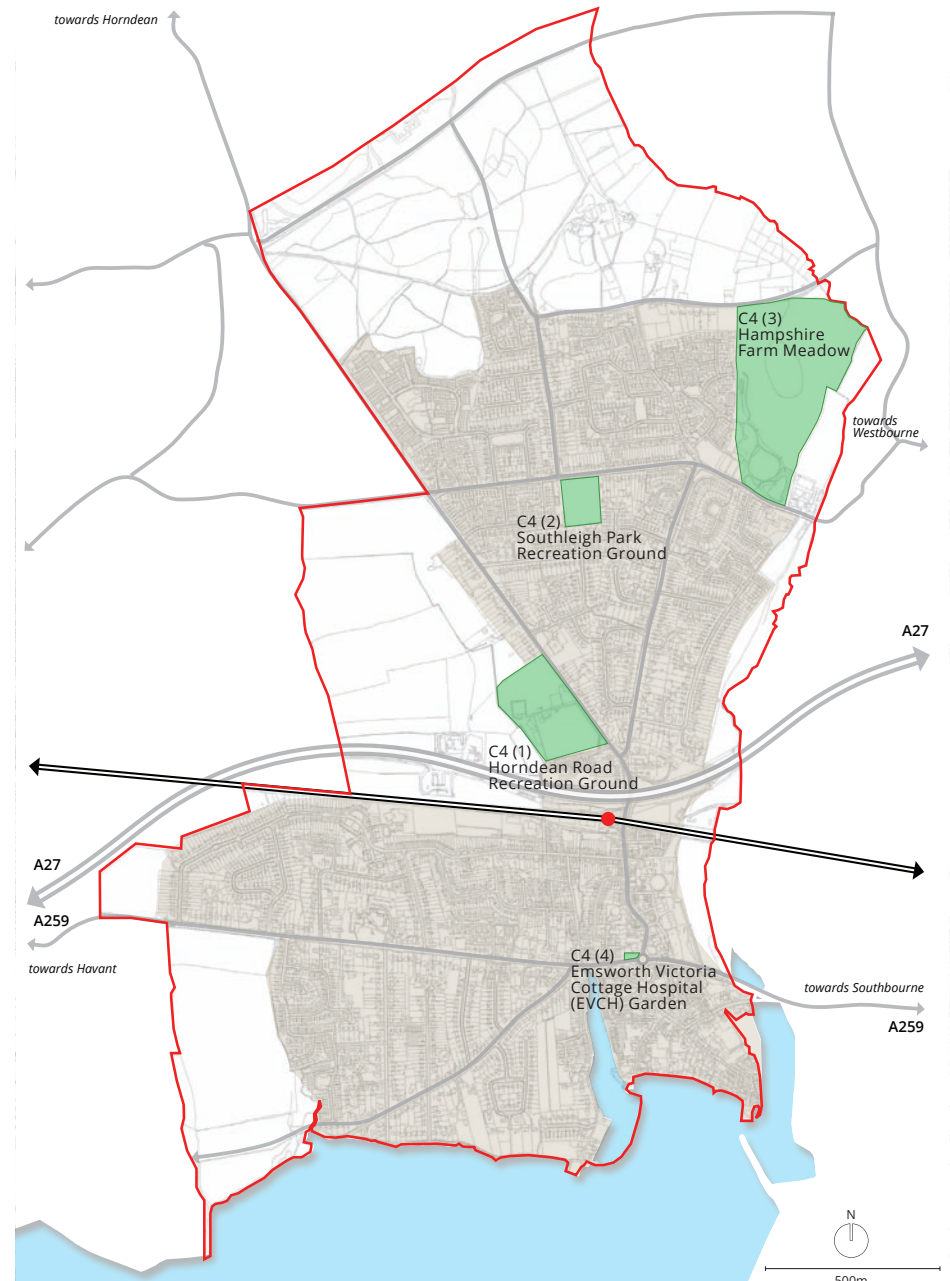 towards Horndean
C4 (3)
Hampshire
Farm Meadow
towards
Westbourne
C4 (2)
Southleigh Park
Recreation Ground
A27
C4 (1)
Horndean Road
Recreation Ground
A27
A259
towards Havant
C4 (4)
Emsworth Victoria
Cottage Hospital
(EVCH) Garden
towards Southbourne
A259
N
500m